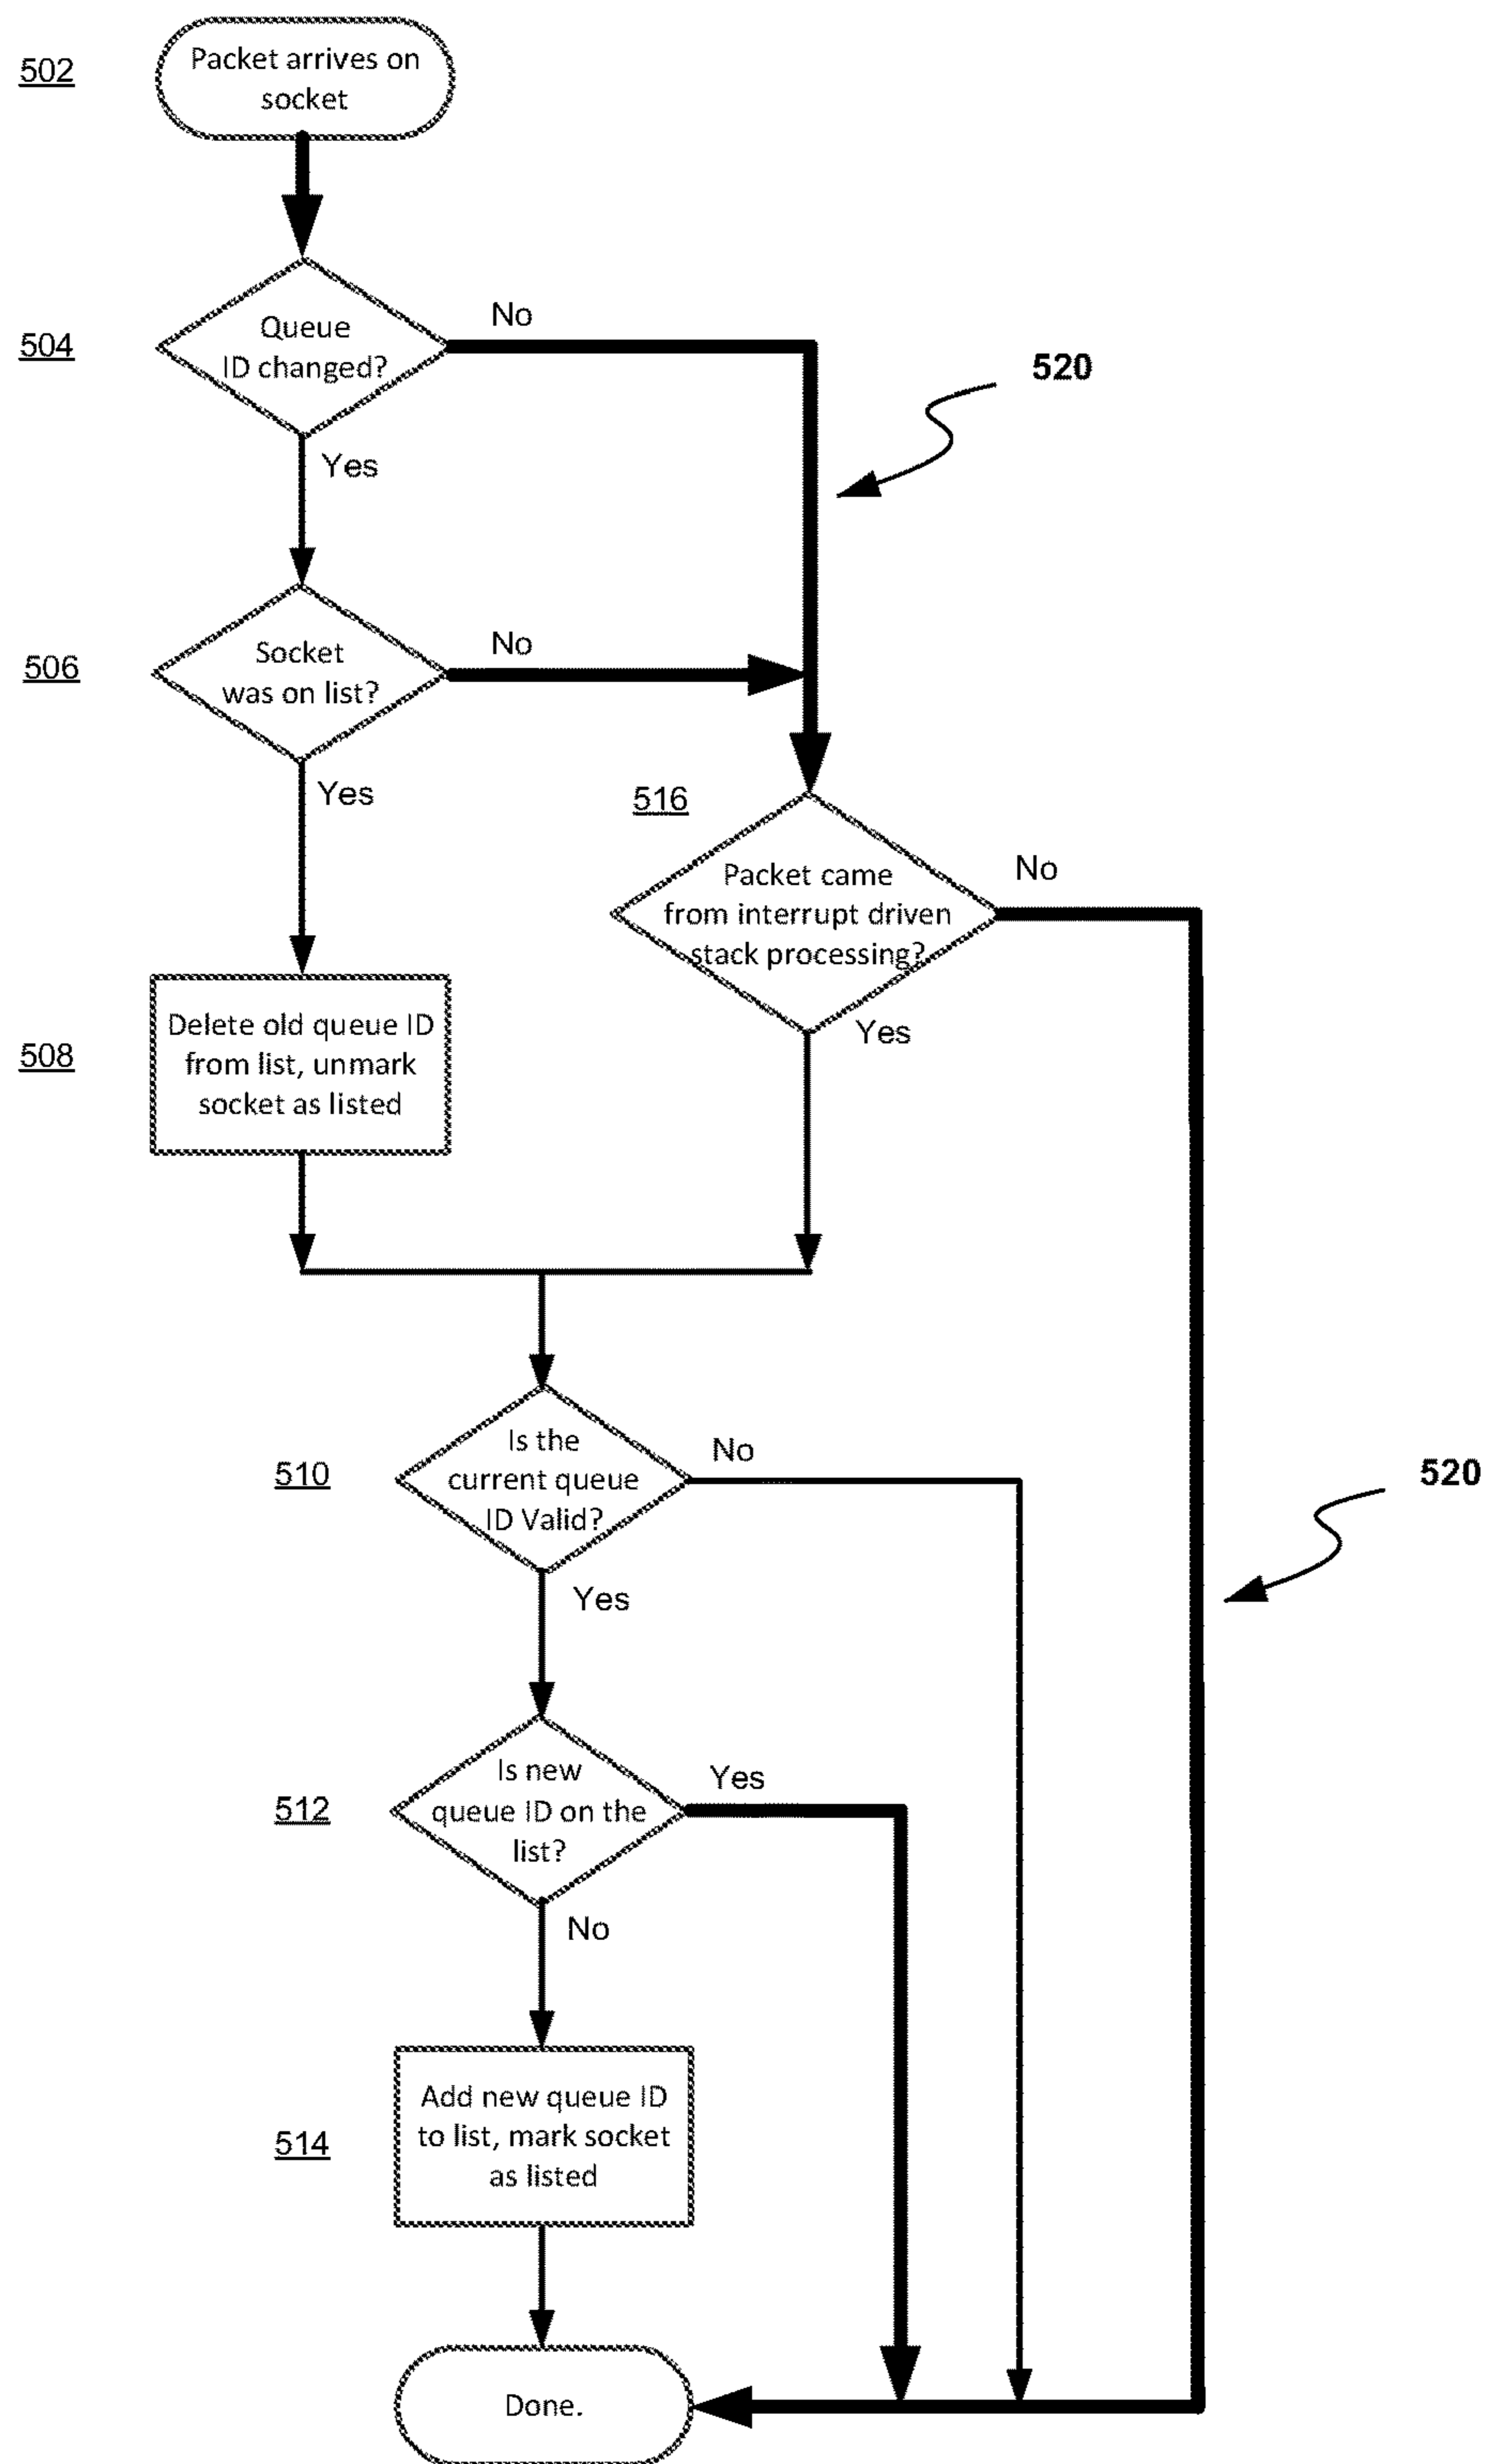 502
Packet arrives on
socket
504
Queue
ID changed?
No
520
Yes
506
Socket
was on list?
No
Yes
516
Packet came
from interrupt driven
stack processing?
No
Yes
508
Delete old queue ID
from list, unmark
socket as listed
510
Is the
current queue
ID Valid?
No
520
Yes
512
Is new
queue ID on the
list?
Yes
No
514
Add new queue ID
to list, mark socket
as listed
Done.